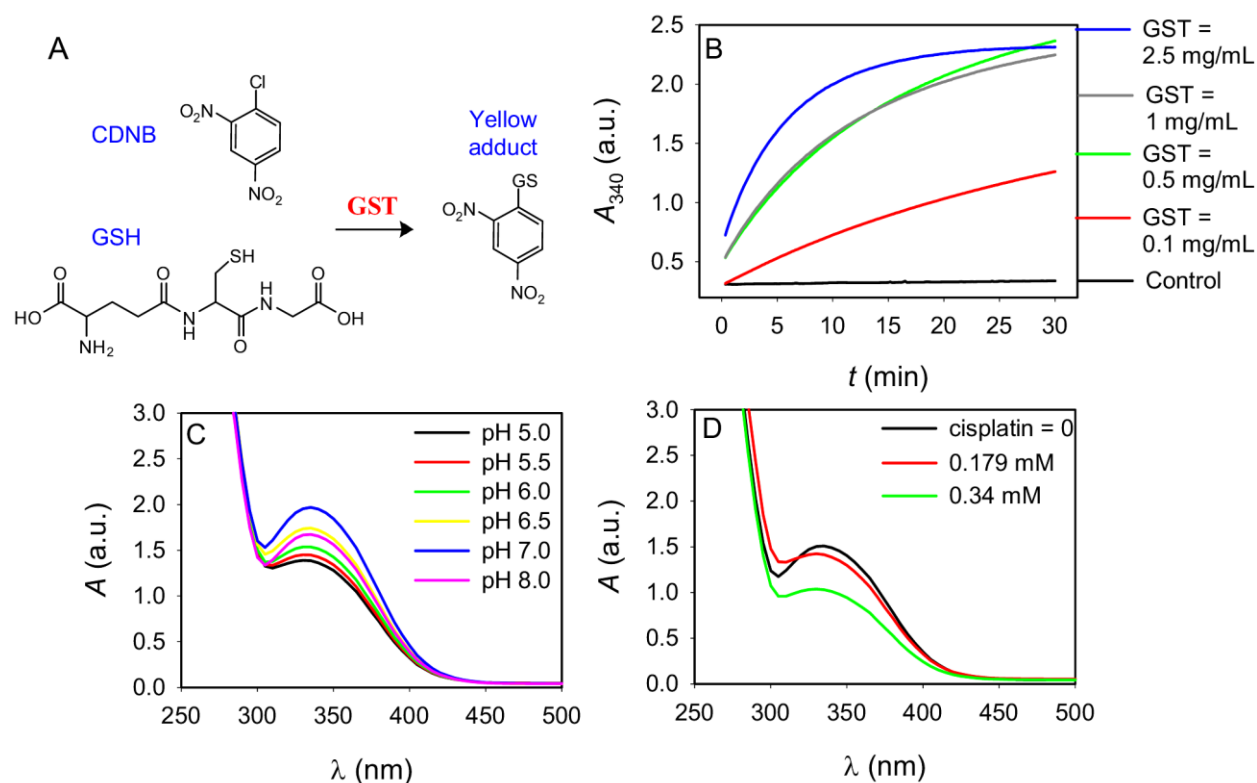 A
CDNB
Cl
O₂N
NO₂
GSH
SH
O
O
HO
NH₂
N
H
O
H
N
O
OH
GST
Yellow
adduct
GS
O₂N
NO₂
B
2.5
2.0
1.5
1.0
0.5
A₃₄₀ (a.u.)
0 5 10 15 20 25 30
t (min)
GST =
2.5 mg/mL
GST =
1 mg/mL
GST =
0.5 mg/mL
GST =
0.1 mg/mL
Control
C
3.0
2.5
2.0
1.5
1.0
0.5
0.0
A (a.u.)
pH 5.0
pH 5.5
pH 6.0
pH 6.5
pH 7.0
pH 8.0
250 300 350 400 450 500
λ (nm)
D
3.0
2.5
2.0
1.5
1.0
0.5
0.0
A (a.u.)
cisplatin = 0
0.179 mM
0.34 mM
250 300 350 400 450 500
λ (nm)